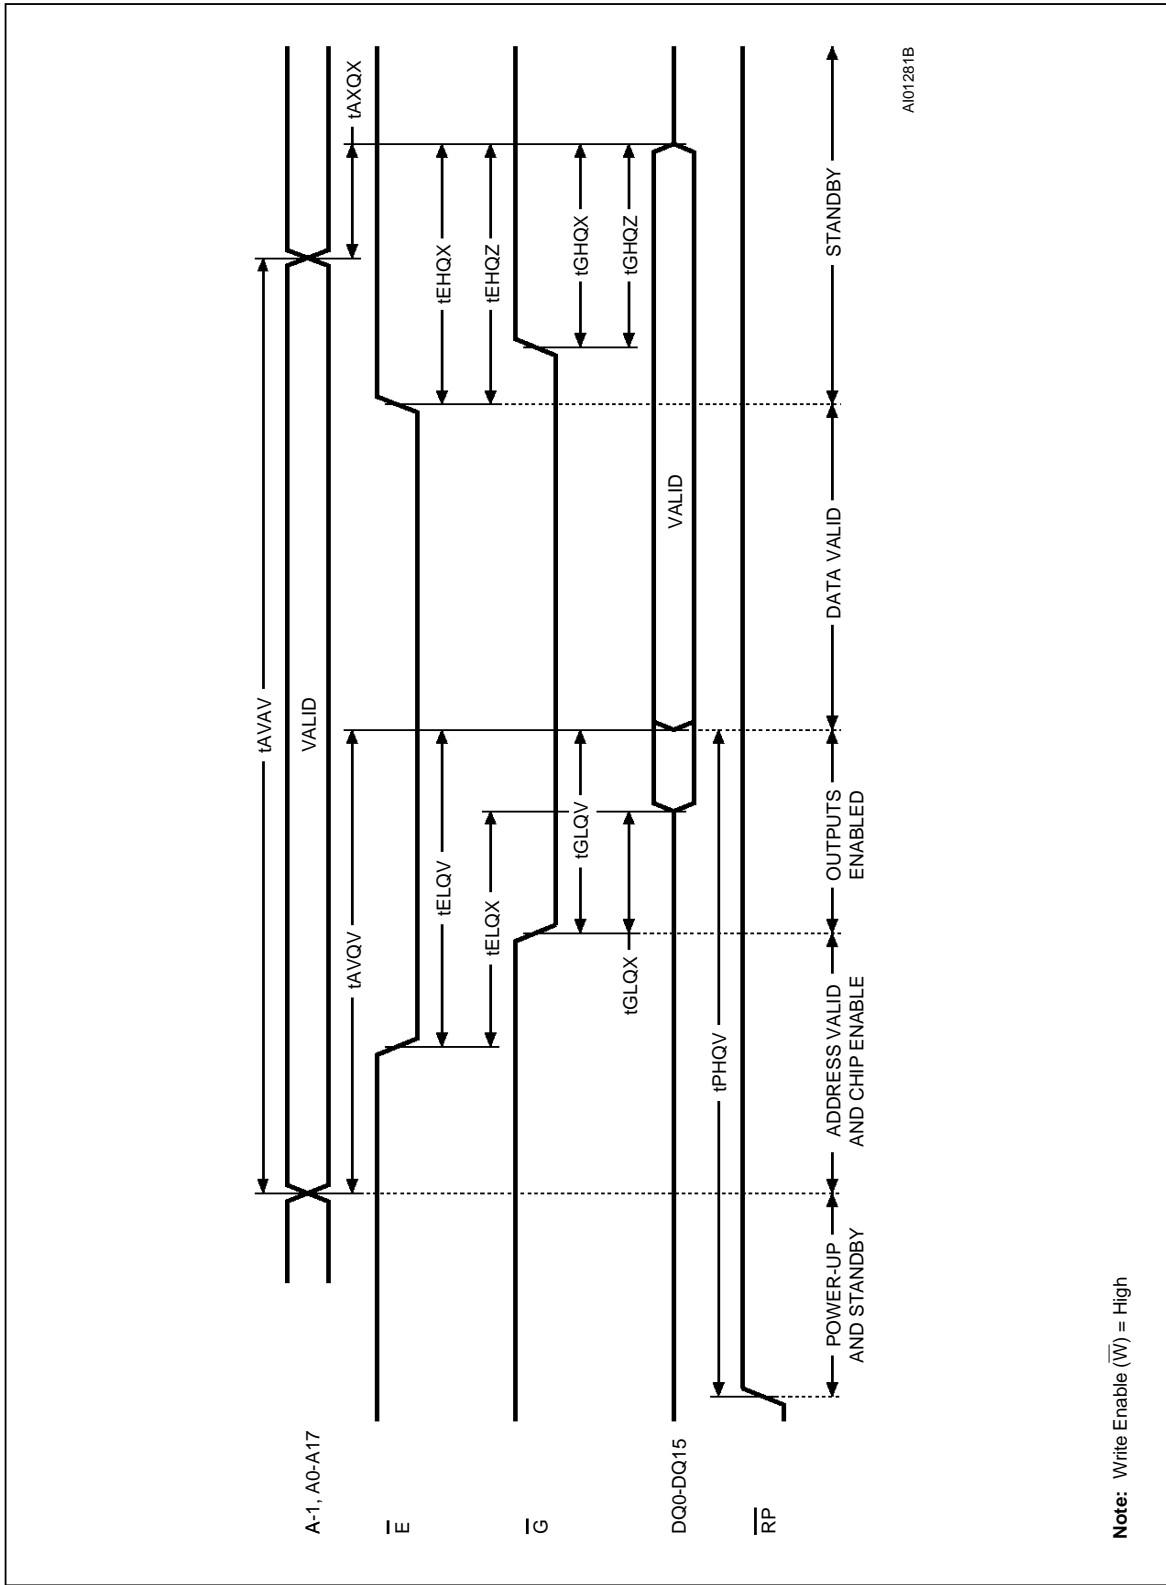 tAVAV
A-1, A0-A17
VALID
tAVQV
tAXQX
E
tELQV
tEHQX
tELQX
tEHQZ
G
tGLQV
tGHQX
tGLQX
tGHQZ
DQ0-DQ15
VALID
tPHQV
RP
POWER-UP
AND STANDBY
ADDRESS VALID
AND CHIP ENABLE
OUTPUTS
ENABLED
DATA VALID
STANDBY
AI01281B
Note: Write Enable (W̅) = High